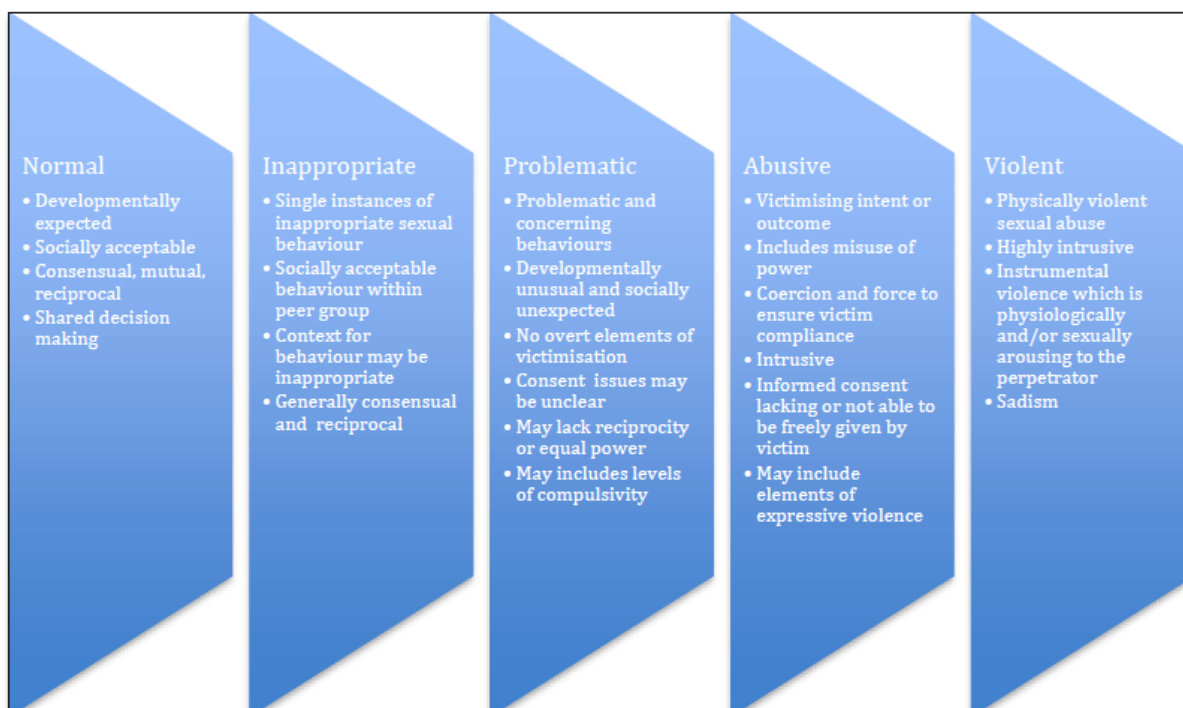 Normal
• Developmentally
expected
• Socially acceptable
• Consensual, mutual,
reciprocal
• Shared decision
making
Inappropriate
• Single instances of
inappropriate sexual
behaviour
• Socially acceptable
behaviour within
peer group
• Context for
behaviour may be
inappropriate
• Generally consensual
and reciprocal
Problematic
• Problematic and
concerning
behaviours
• Developmentally
unusual and socially
unexpected
• No overt elements of
victimisation
• Consent issues may
be unclear
• May lack reciprocity
or equal power
• May includes levels
of compulsivity
Abusive
• Victimising intent or
outcome
• Includes misuse of
power
• Coercion and force to
ensure victim
compliance
• Intrusive
• Informed consent
lacking or not able to
be freely given by
victim
• May include
elements of
expressive violence
Violent
• Physically violent
sexual abuse
• Highly intrusive
• Instrumental
violence which is
physiologically
and/or sexually
arousing to the
perpetrator
• Sadism